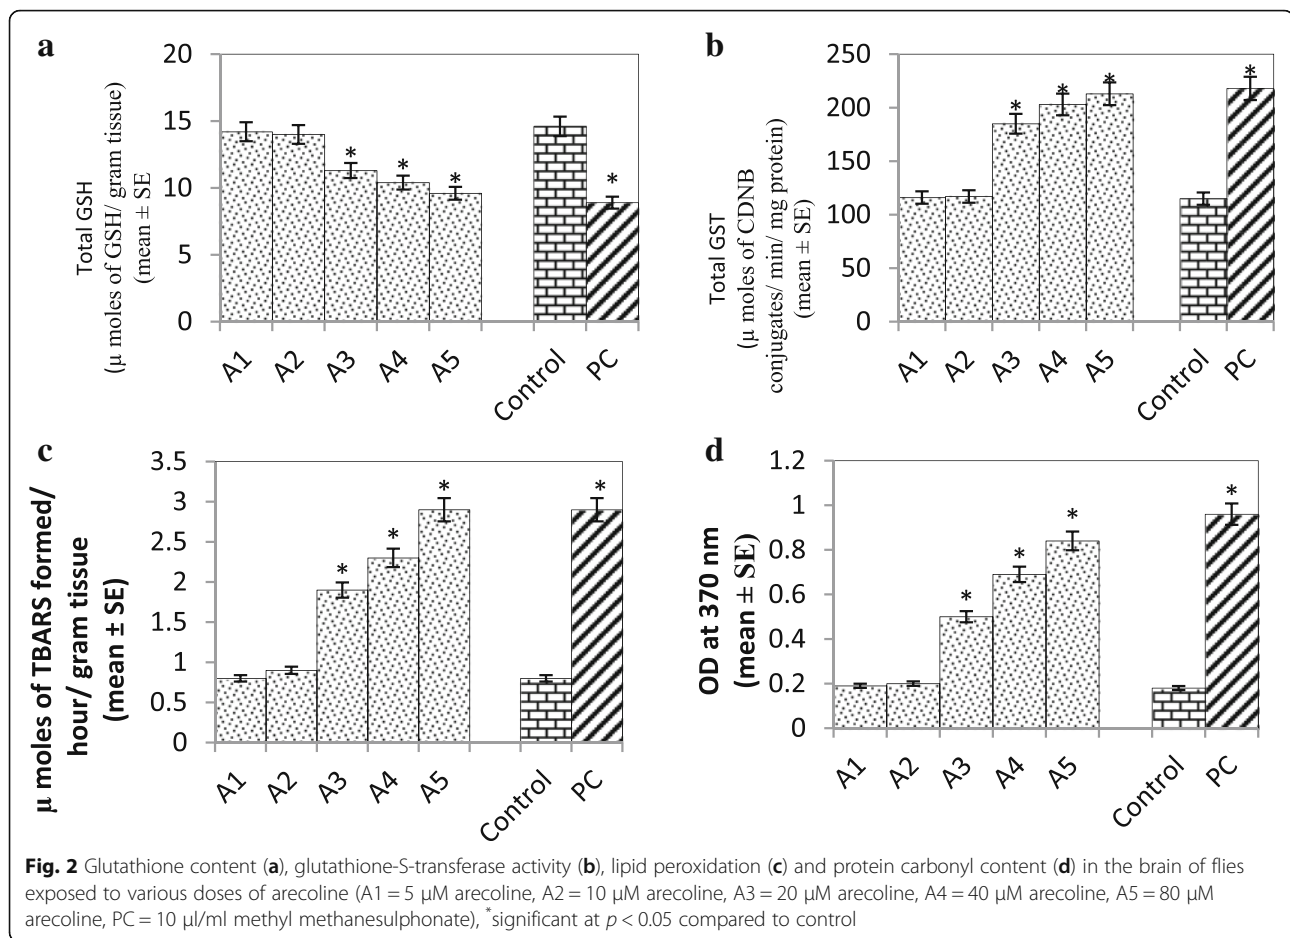 a
20
15
10
5
0
Total GSH
(µ moles of GSH/ gram tissue)
(mean ± SE)
* * * *
A1 A2 A3 A4 A5 Control PC
b
250
200
150
100
50
0
Total GST
(µ moles of CDNB
conjugates/ min/ mg protein)
(mean ± SE)
* * * *
A1 A2 A3 A4 A5 Control PC
c
3.5
3
2.5
2
1.5
1
0.5
0
µ moles of TBARS formed/
hour/ gram tissue
(mean ± SE)
* * * *
A1 A2 A3 A4 A5 Control PC
d
1.2
1
0.8
0.6
0.4
0.2
0
OD at 370 nm
(mean ± SE)
* * * *
A1 A2 A3 A4 A5 Control PC
Fig. 2 Glutathione content (a), glutathione-S-transferase activity (b), lipid peroxidation (c) and protein carbonyl content (d) in the brain of flies
exposed to various doses of arecoline (A1 = 5 µM arecoline, A2 = 10 µM arecoline, A3 = 20 µM arecoline, A4 = 40 µM arecoline, A5 = 80 µM
arecoline, PC = 10 µl/ml methyl methanesulphonate), *significant at p < 0.05 compared to control